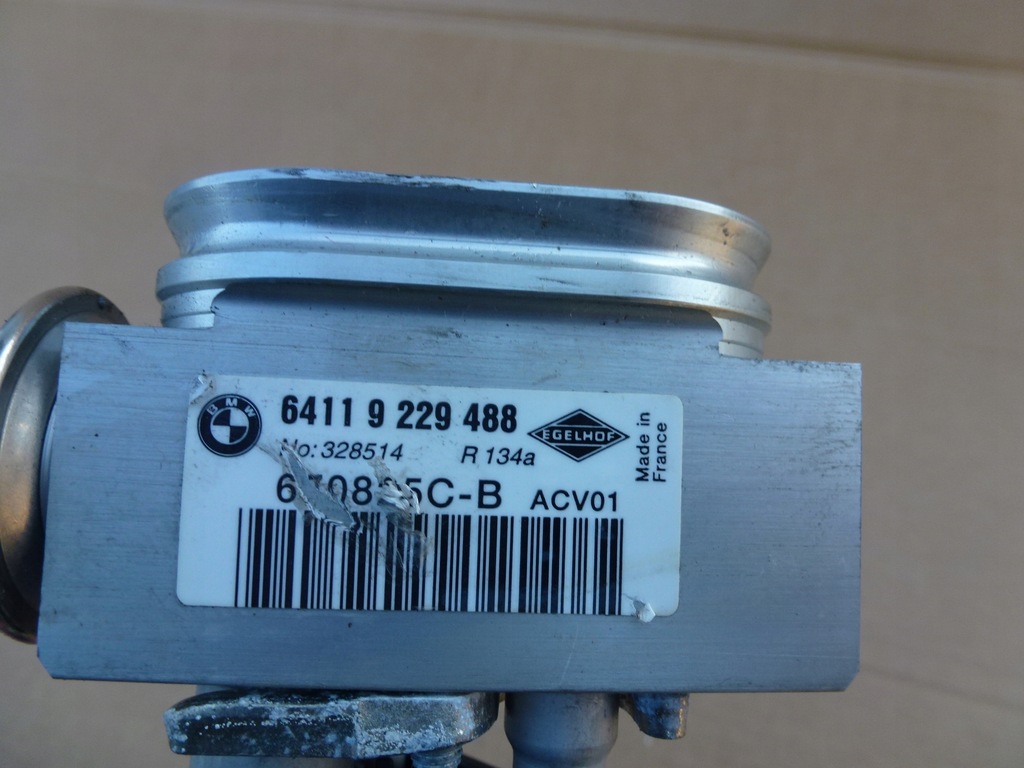 BMW
6411 9 229 488
EGELHOF
No: 328514 R 134a
ACV01
Made in
France